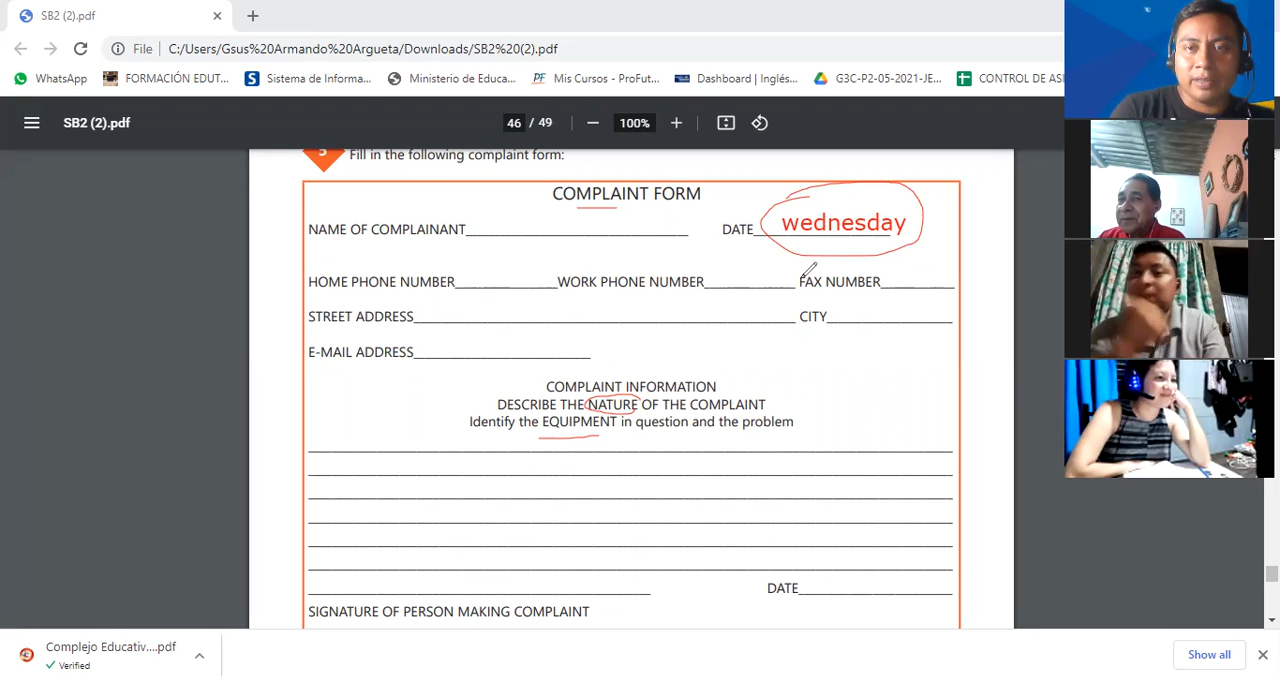 SB2 (2).pdf
File C:/Users/Gsus%20Armando%20Argueta/Downloads/SB2%20(2).pdf
WhatsApp FORMACIÓN EDUT... Sistema de Informa... Ministerio de Educa... PF Mis Cursos - ProFut... Dashboard | Inglés,... G3C-P2-05-2021-JE... CONTROL DE ASI
SB2 (2).pdf 46 / 49 100%
5 Fill in the following complaint form:
COMPLAINT FORM
NAME OF COMPLAINANT DATE wednesday
HOME PHONE NUMBER WORK PHONE NUMBER FAX NUMBER
STREET ADDRESS CITY
E-MAIL ADDRESS
COMPLAINT INFORMATION
DESCRIBE THE NATURE OF THE COMPLAINT
Identify the EQUIPMENT in question and the problem
DATE
SIGNATURE OF PERSON MAKING COMPLAINT
Complejo Educativ....pdf
Verified
Show all